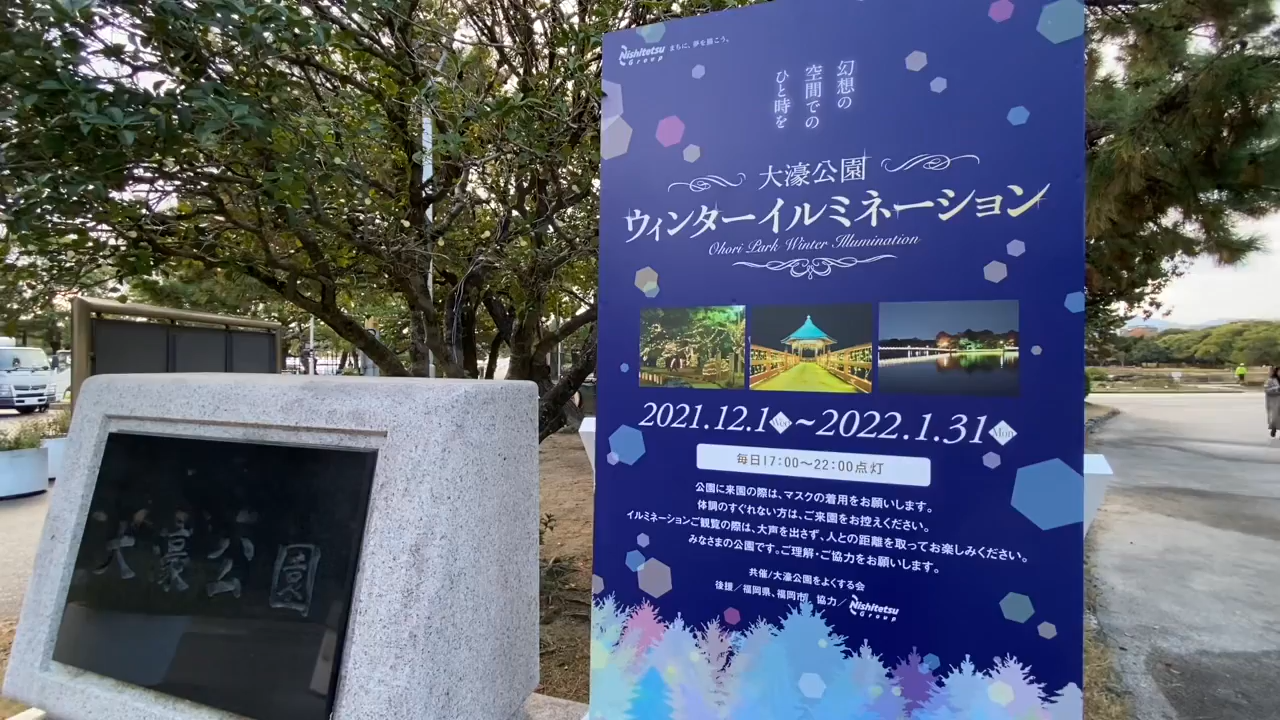 Nishitetsu Group まちに、夢を描こう。
幻想の
空間での
ひと時を
大濠公園
ウィンターイルミネーション
Ohori Park Winter Illumination
2021.12.1 Wed ~2022.1.31 Mon
毎日17:00～22:00点灯
公園に来園の際は、マスクの着用をお願いします。
体調のすぐれない方は、ご来園をお控えください。
イルミネーションご観覧の際は、大声を出さず、人との距離を取ってお楽しみください。
みなさまの公園です。ご理解・ご協力をお願いします。
共催/大濠公園をよくする会
後援／福岡県、福岡市 協力／Nishitetsu Group
大濠公園